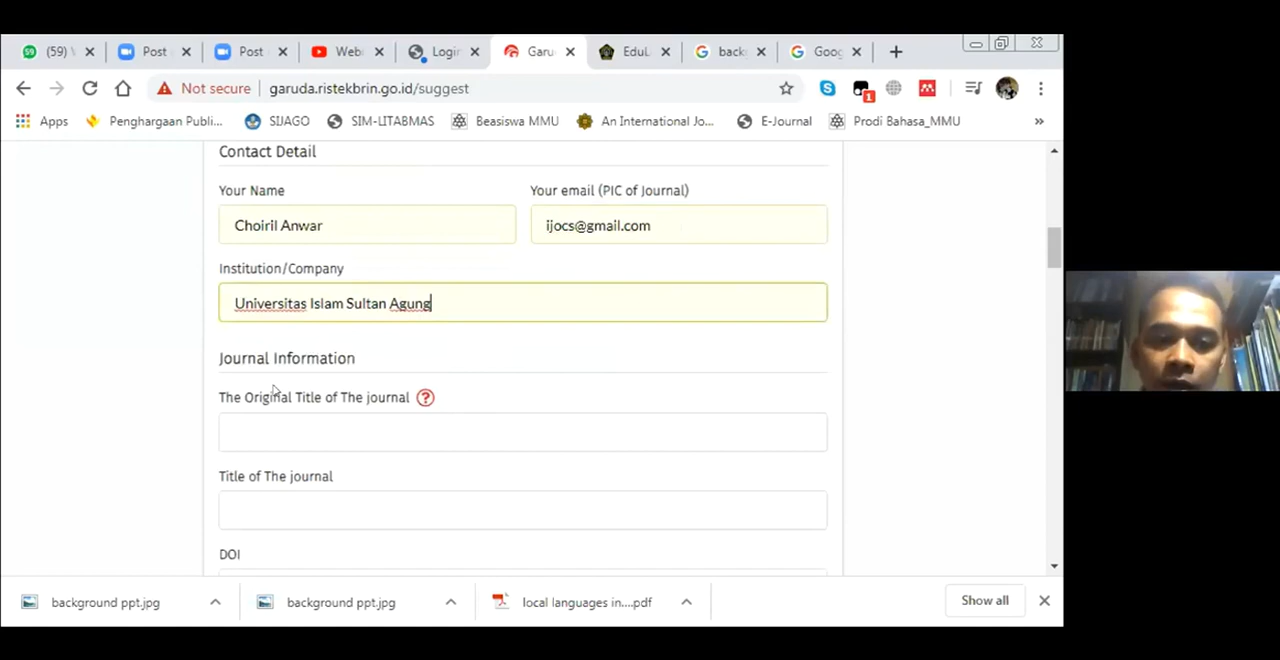 (59)
Post
Post
Web
Login
Garu
EduL
back
Goog
Not secure
garuda.ristekbrin.go.id/suggest
1
Apps
Penghargaan Publi...
SIJAGO
SIM-LITABMAS
Beasiswa MMU
An International Jo...
E-Journal
Prodi Bahasa_MMU
»
Contact Detail
Your Name
Your email (PIC of Journal)
Choiril Anwar
ijocs@gmail.com
Institution/Company
Universitas Islam Sultan Agung
Journal Information
The Original Title of The journal ?
Title of The journal
DOI
background ppt.jpg
background ppt.jpg
local languages in....pdf
Show all